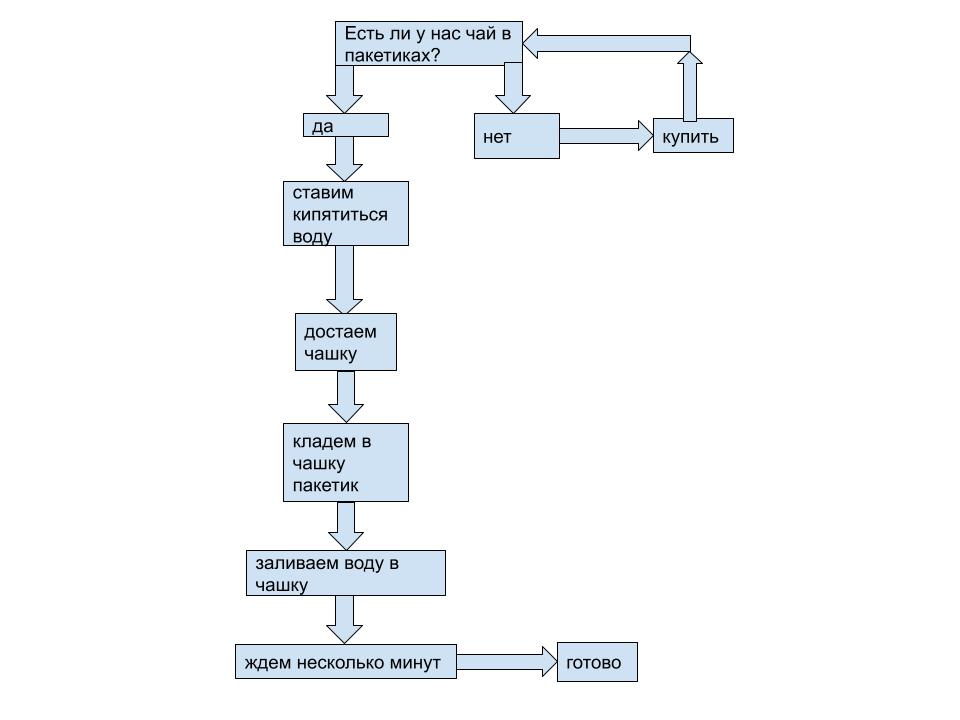 Есть ли у нас чай в
пакетиках?
да
нет
купить
ставим
кипятиться
воду
достаем
чашку
кладем в
чашку
пакетик
заливаем воду в
чашку
ждем несколько минут
готово